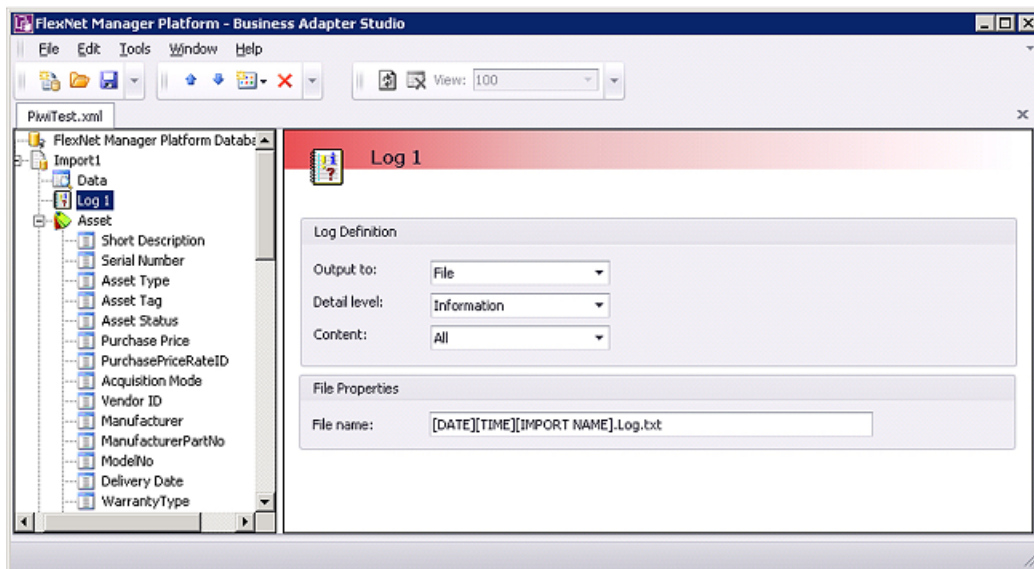 FlexNet Manager Platform - Business Adapter Studio
File Edit Tools Window Help
View: 100
PiwiTest.xml
FlexNet Manager Platform Databa
Import1
Data
Log 1
Asset
Short Description
Serial Number
Asset Type
Asset Tag
Asset Status
Purchase Price
PurchasePriceRateID
Acquisition Mode
Vendor ID
Manufacturer
ManufacturerPartNo
ModelNo
Delivery Date
WarrantyType
Log 1
Log Definition
Output to: File
Detail level: Information
Content: All
File Properties
File name: [DATE][TIME][IMPORT NAME].Log.txt